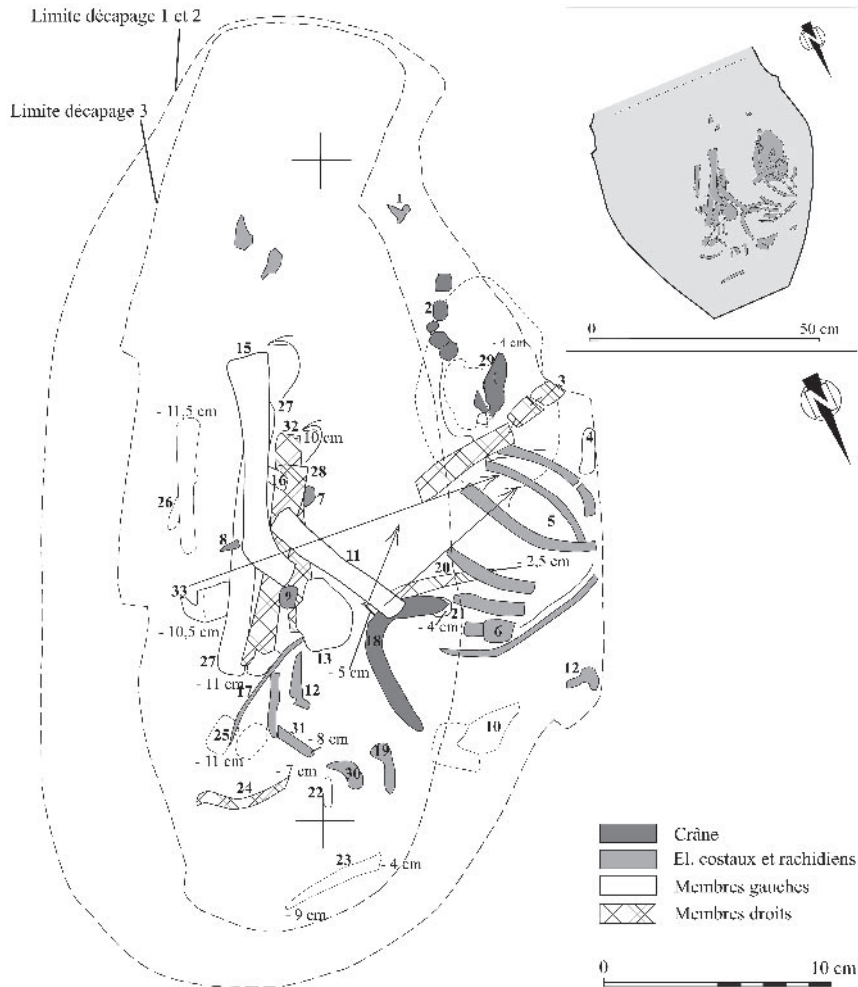 Limite décapage 1 et 2
Limite décapage 3
0
50 cm
1
2
- 4 cm
29
3
4
15
27
- 11,5 cm
32
- 10 cm
28
16
7
26
5
8
11
20
- 2,5 cm
33
9
21
- 4 cm
6
- 10,5 cm
18
13
27
- 11 cm
- 5 cm
17
12
12
25
31
- 8 cm
10
- 11 cm
19
- 7 cm
30
24
22
23
- 4 cm
- 9 cm
Crâne
El. costaux et rachidiens
Membres gauches
Membres droits
0
10 cm